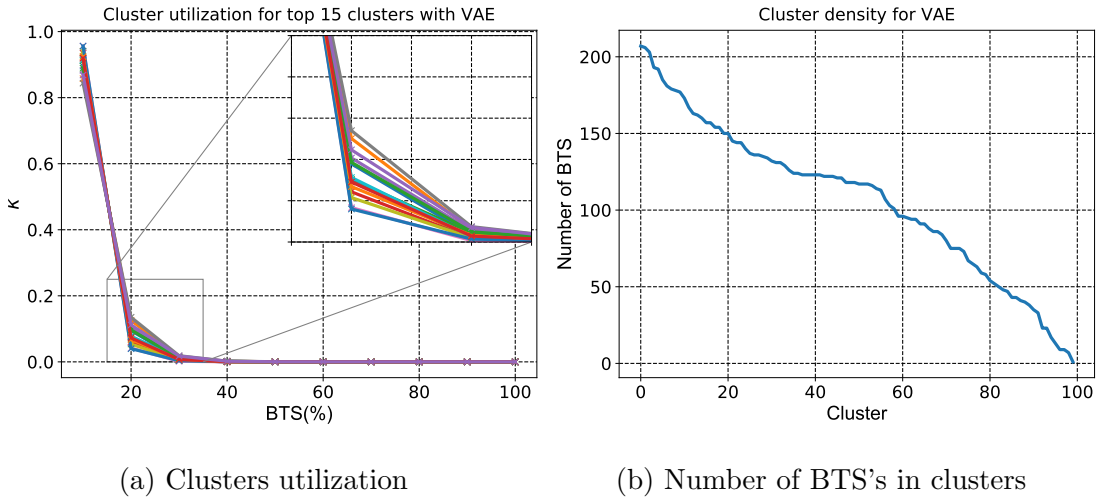 Cluster utilization for top 15 clusters with VAE
1.0
0.8
0.6
0.4
0.2
0.0
κ
20 40 60 80 100
BTS(%)
(a) Clusters utilization
Cluster density for VAE
200
150
100
50
0
Number of BTS
0 20 40 60 80 100
Cluster
(b) Number of BTS's in clusters